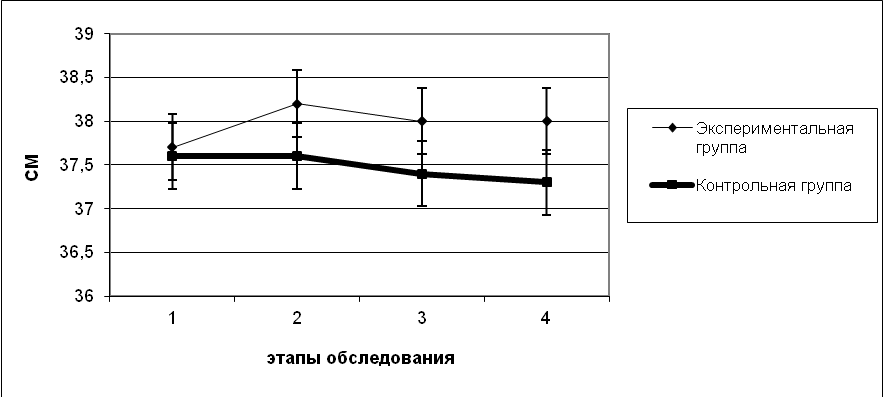 39
38,5
38
37,5
37
36,5
36
см
1
2
3
4
этапы обследования
Экспериментальная
группа
Контрольная группа